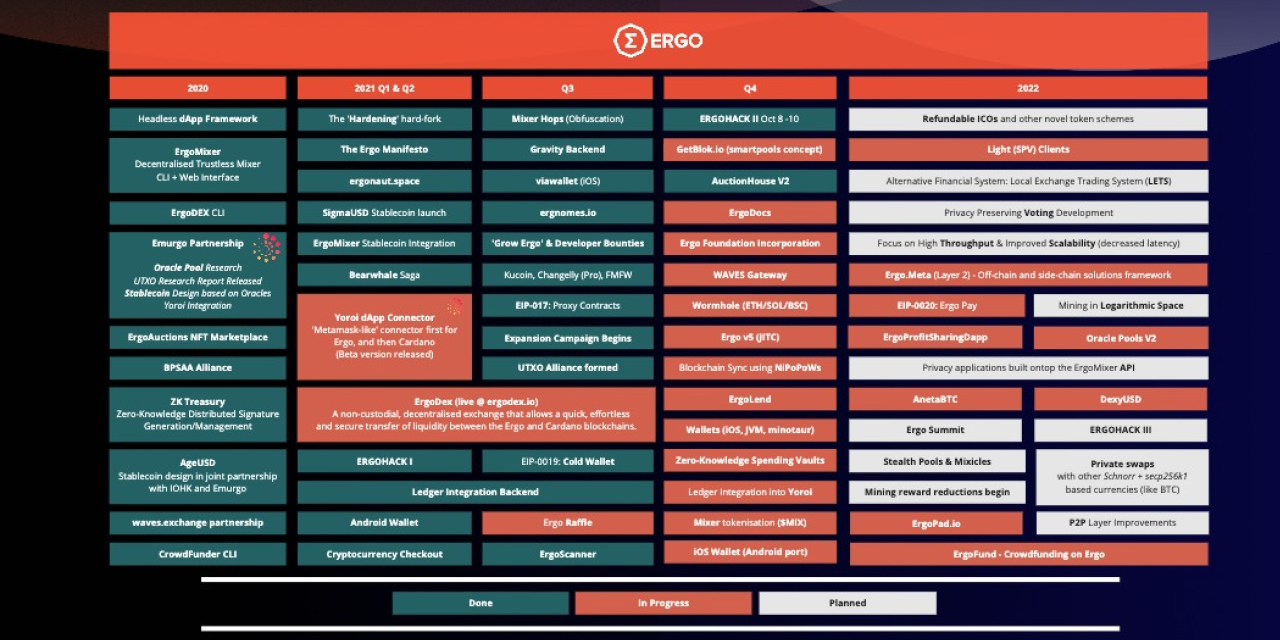 Σ ERGO
2020
Headless dApp Framework
ErgoMixer
Decentralised Trustless Mixer
CLI + Web Interface
ErgoDEX CLI
Emurgo Partnership
Oracle Pool Research
UTXO Research Report Released
Stablecoin Design based on Oracles
Yoroi Integration
ErgoAuctions NFT Marketplace
BPSAA Alliance
ZK Treasury
Zero-Knowledge Distributed Signature
Generation/Management
AgeUSD
Stablecoin design in joint partnership
with IOHK and Emurgo
waves.exchange partnership
CrowdFunder CLI
2021 Q1 & Q2
The 'Hardening' hard-fork
The Ergo Manifesto
ergonaut.space
SigmaUSD Stablecoin launch
ErgoMixer Stablecoin Integration
Bearwhale Saga
Yoroi dApp Connector
'Metamask-like' connector first for
Ergo, and then Cardano
(Beta version released)
ErgoDex (live @ ergodex.io)
A non-custodial, decentralised exchange that allows a quick, effortless
and secure transfer of liquidity between the Ergo and Cardano blockchains.
ERGOHACK I
Ledger Integration Backend
Android Wallet
Cryptocurrency Checkout
Q3
Mixer Hops (Obfuscation)
Gravity Backend
viawallet (iOS)
ergnomes.io
'Grow Ergo' & Developer Bounties
Kucoin, Changelly (Pro), FMFW
EIP-017: Proxy Contracts
Expansion Campaign Begins
UTXO Alliance formed
EIP-0019: Cold Wallet
Ergo Raffle
ErgoScanner
Q4
ERGOHACK II Oct 8 -10
GetBlok.io (smartpools concept)
AuctionHouse V2
ErgoDocs
Ergo Foundation Incorporation
WAVES Gateway
Wormhole (ETH/SOL/BSC)
Ergo v5 (JITC)
Blockchain Sync using NiPoPoWs
ErgoLend
Wallets (iOS, JVM, minotaur)
Zero-Knowledge Spending Vaults
Ledger Integration into Yoroi
Mixer tokenisation ($MIX)
iOS Wallet (Android port)
2022
Refundable ICOs and other novel token schemes
Light (SPV) Clients
Alternative Financial System: Local Exchange Trading System (LETS)
Privacy Preserving Voting Development
Focus on High Throughput & Improved Scalability (decreased latency)
Ergo.Meta (Layer 2) - Off-chain and side-chain solutions framework
EIP-0020: Ergo Pay
Mining in Logarithmic Space
ErgoProfitSharingDapp
Oracle Pools V2
Privacy applications built ontop the ErgoMixer API
AnetaBTC
DexyUSD
Ergo Summit
ERGOHACK III
Stealth Pools & Mixicles
Private swaps
with other Schnorr + secp256k1
based currencies (like BTC)
Mining reward reductions begin
ErgoPad.io
P2P Layer Improvements
ErgoFund - Crowdfunding on Ergo
Done
In Progress
Planned